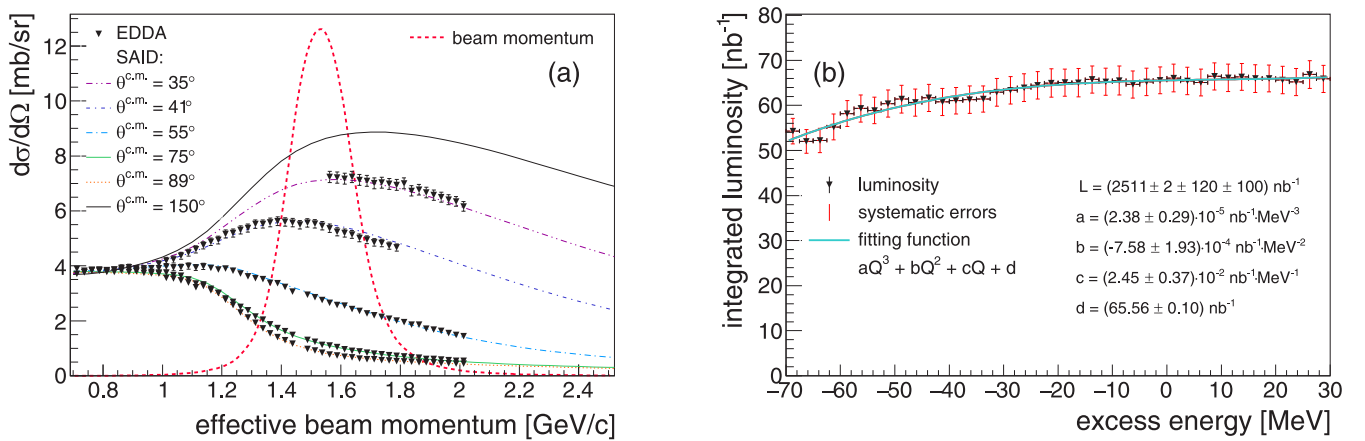 dσ/dΩ [mb/sr]
12
10
8
6
4
2
0
EDDA
SAID:
θc.m. = 35°
θc.m. = 41°
θc.m. = 55°
θc.m. = 75°
θc.m. = 89°
θc.m. = 150°
beam momentum
(a)
0.8 1 1.2 1.4 1.6 1.8 2 2.2 2.4
effective beam momentum [GeV/c]
integrated luminosity [nb⁻¹]
80
70
60
50
40
30
20
10
0
(b)
luminosity
systematic errors
fitting function
aQ³ + bQ² + cQ + d
L = (2511 ± 2 ± 120 ± 100) nb⁻¹
a = (2.38 ± 0.29)·10⁻⁵ nb⁻¹·MeV⁻³
b = (-7.58 ± 1.93)·10⁻⁴ nb⁻¹·MeV⁻²
c = (2.45 ± 0.37)·10⁻² nb⁻¹·MeV⁻¹
d = (65.56 ± 0.10) nb⁻¹
−70 −60 −50 −40 −30 −20 −10 0 10 20 30
excess energy [MeV]